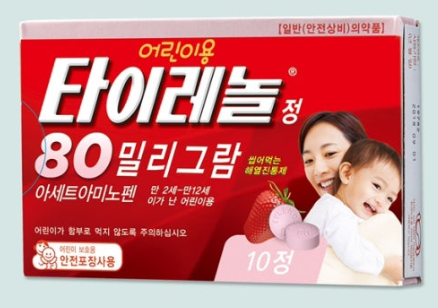 [일반(안전상비)의약품]
어린이용
타이레놀®정
80밀리그람
씹어먹는
해열진통제
아세트아미노펜
만 2세~만12세
이가 난 어린이용
어린이가 함부로 먹지 않도록 주의하십시오
어린이 보호용
안전포장사용
10정